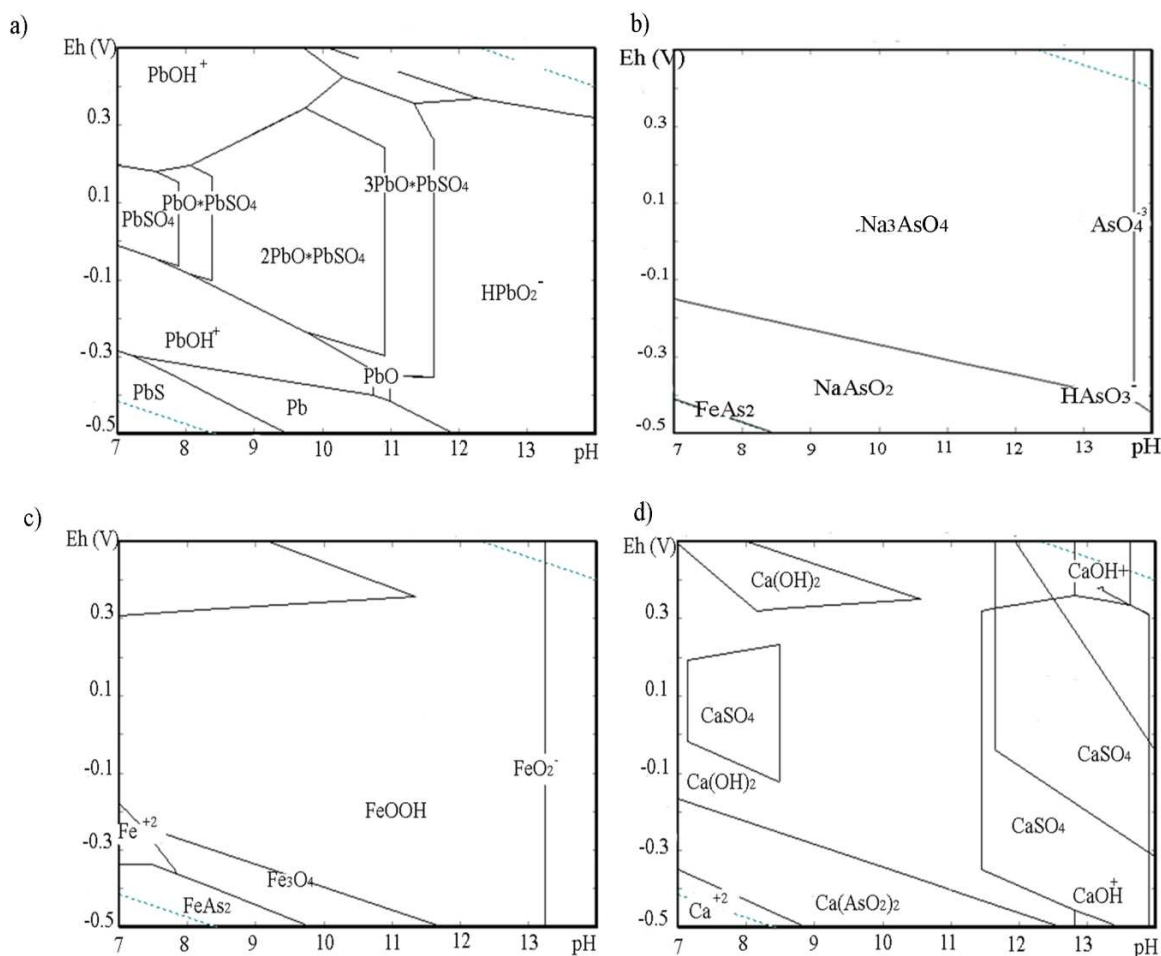 a)
Eh (V)
PbOH+
0.3
3PbO*PbSO4
0.1
PbO*PbSO4
PbSO4
2PbO*PbSO4
-0.1
HPbO2-
PbOH+
-0.3
PbO
PbS
Pb
-0.5
7 8 9 10 11 12 13 pH
b)
Eh (V)
0.3
0.1
Na3AsO4
AsO4-3
-0.1
-0.3
NaAsO2
HAsO3-
FeAs2
-0.5
7 8 9 10 11 12 13 pH
c)
Eh (V)
0.3
0.1
-0.1
FeO2-
FeOOH
Fe+2
-0.3
Fe3O4
FeAs2
-0.5
7 8 9 10 11 12 13 pH
d)
Eh (V)
Ca(OH)2
CaOH+
0.3
0.1
CaSO4
CaSO4
-0.1
Ca(OH)2
CaSO4
-0.3
CaOH+
Ca+2
Ca(AsO2)2
-0.5
7 8 9 10 11 12 13 pH